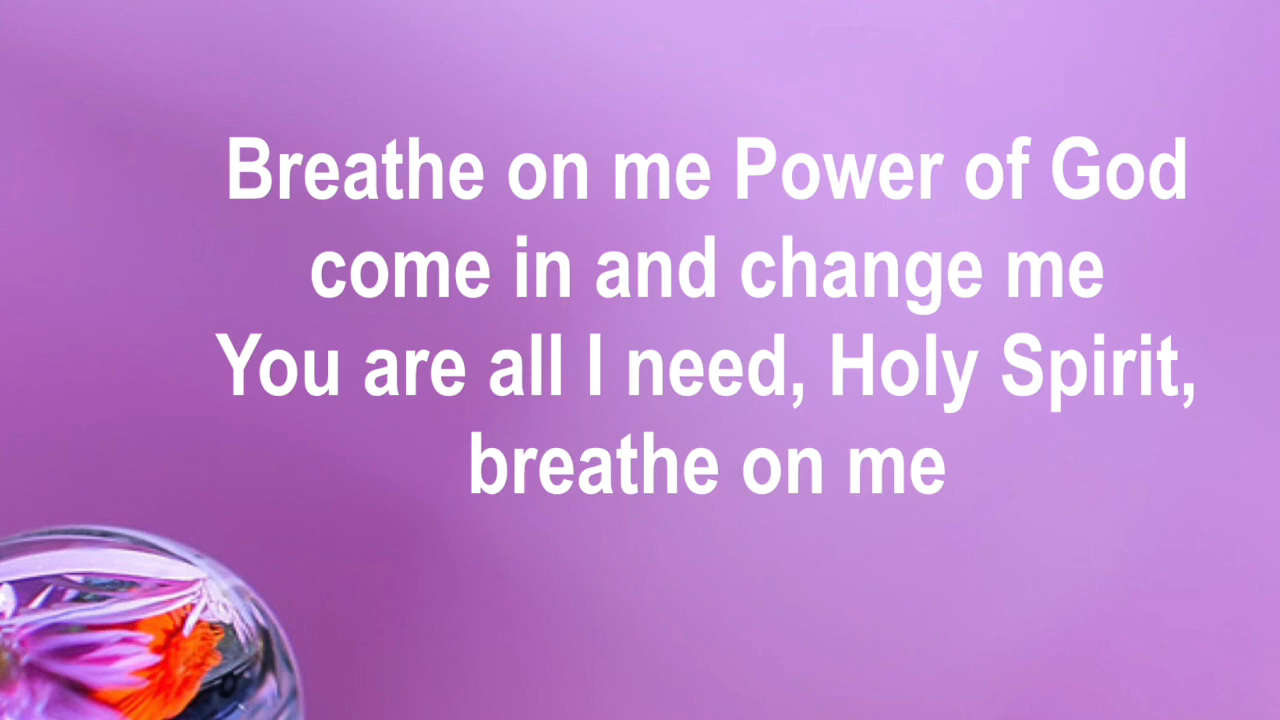 Breathe on me Power of God
come in and change me
You are all I need, Holy Spirit,
breathe on me